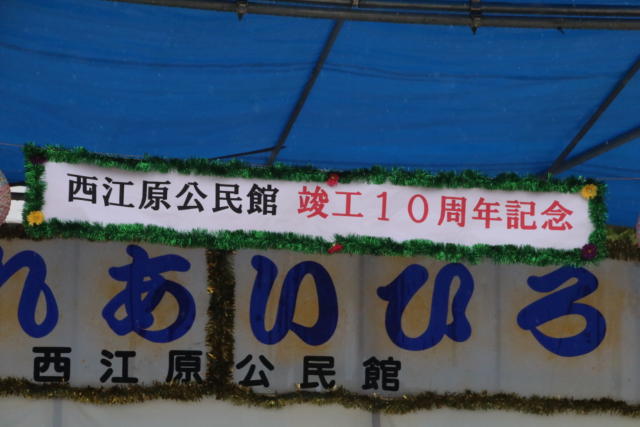 西江原公民館 竣工10周年記念
れあいひろ
西江原公民館